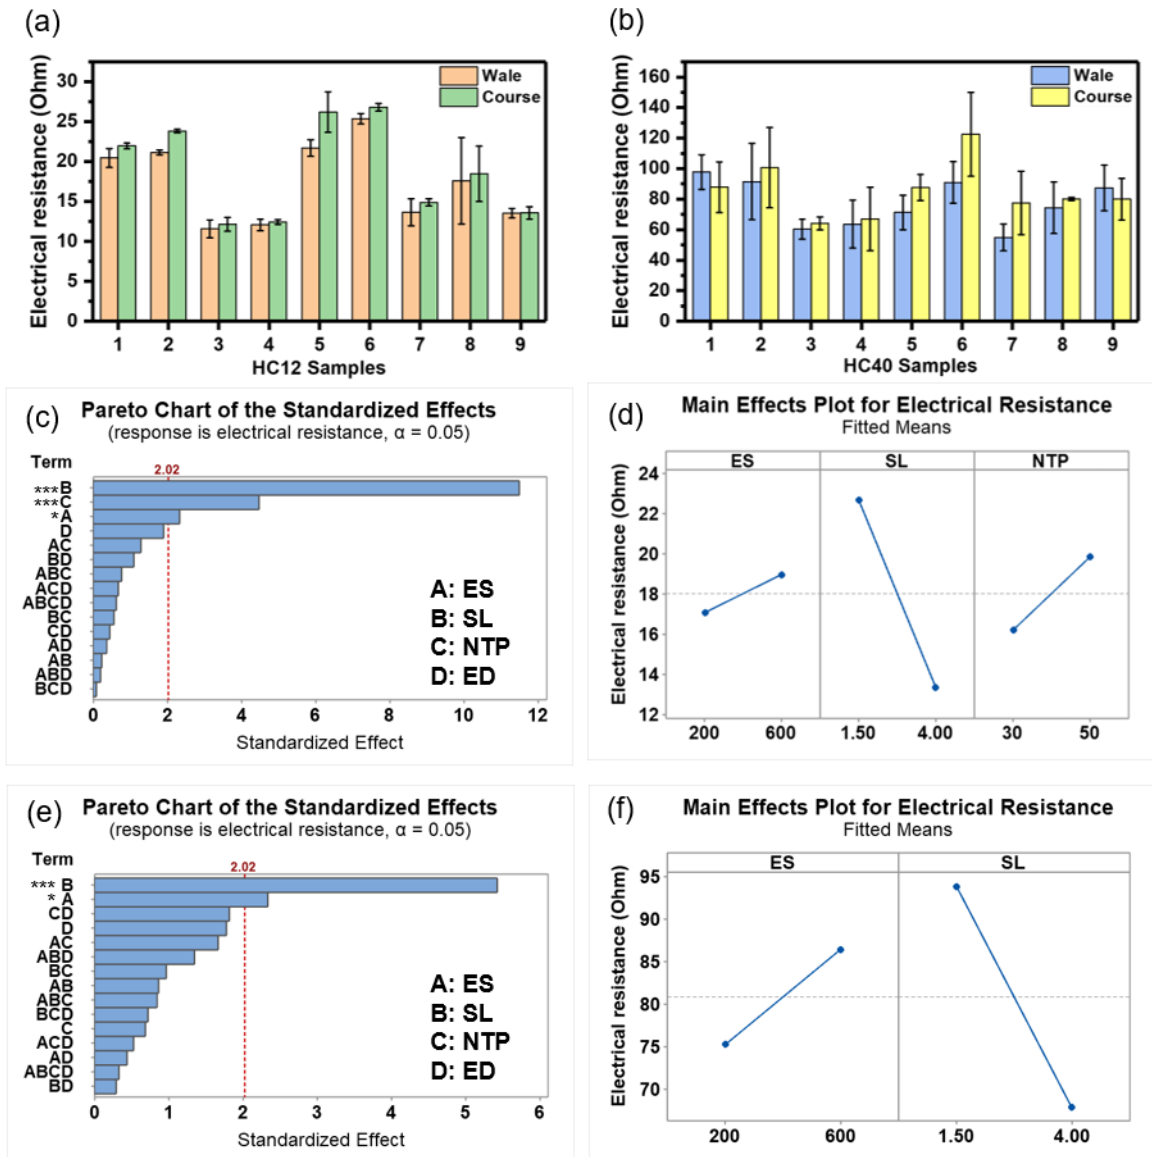 (a)
Electrical resistance (Ohm)
30
25
20
15
10
5
0
Wale
Course
1 2 3 4 5 6 7 8 9
HC12 Samples
(b)
Electrical resistance (Ohm)
160
140
120
100
80
60
40
20
0
Wale
Course
1 2 3 4 5 6 7 8 9
HC40 Samples
(c)
Pareto Chart of the Standardized Effects
(response is electrical resistance, α = 0.05)
Term
2.02
***B
***C
*A
D
AC
BD
ABC
ACD
ABCD
BC
CD
AD
AB
ABD
BCD
A: ES
B: SL
C: NTP
D: ED
0 2 4 6 8 10 12
Standardized Effect
(d)
Main Effects Plot for Electrical Resistance
Fitted Means
ES SL NTP
Electrical resistance (Ohm)
24
22
20
18
16
14
12
200 600 1.50 4.00 30 50
(e)
Pareto Chart of the Standardized Effects
(response is electrical resistance, α = 0.05)
Term
2.02
*** B
* A
CD
D
AC
ABD
BC
AB
ABC
BCD
C
ACD
AD
ABCD
BD
A: ES
B: SL
C: NTP
D: ED
0 1 2 3 4 5 6
Standardized Effect
(f)
Main Effects Plot for Electrical Resistance
Fitted Means
ES SL
Electrical resistance (Ohm)
95
90
85
80
75
70
200 600 1.50 4.00